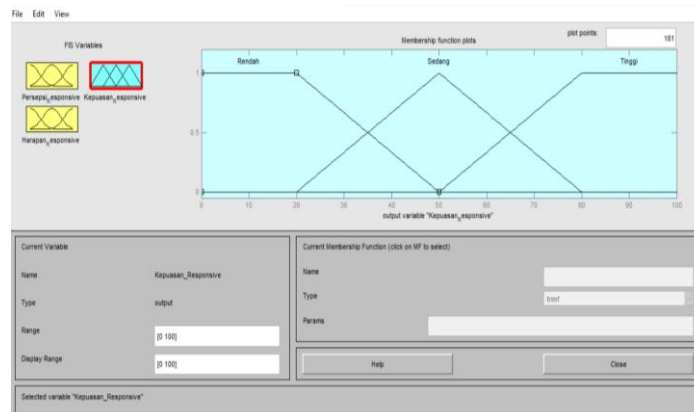 File Edit View
FIS Variables
Persepsi_Responsive Kepuasan_Responsive
Harapan_Responsive
Membership function plots
plot points: 181
Rendah Sedang Tinggi
1
0.5
0
0 10 20 30 40 50 60 70 80 90 100
output variable "Kepuasan_Responsive"
Current Variable
Name Kepuasan_Responsive
Type output
Range [0 100]
Display Range [0 100]
Current Membership Function (click on MF to select)
Name
Type trimf
Params
Help Close
Selected variable "Kepuasan_Responsive"